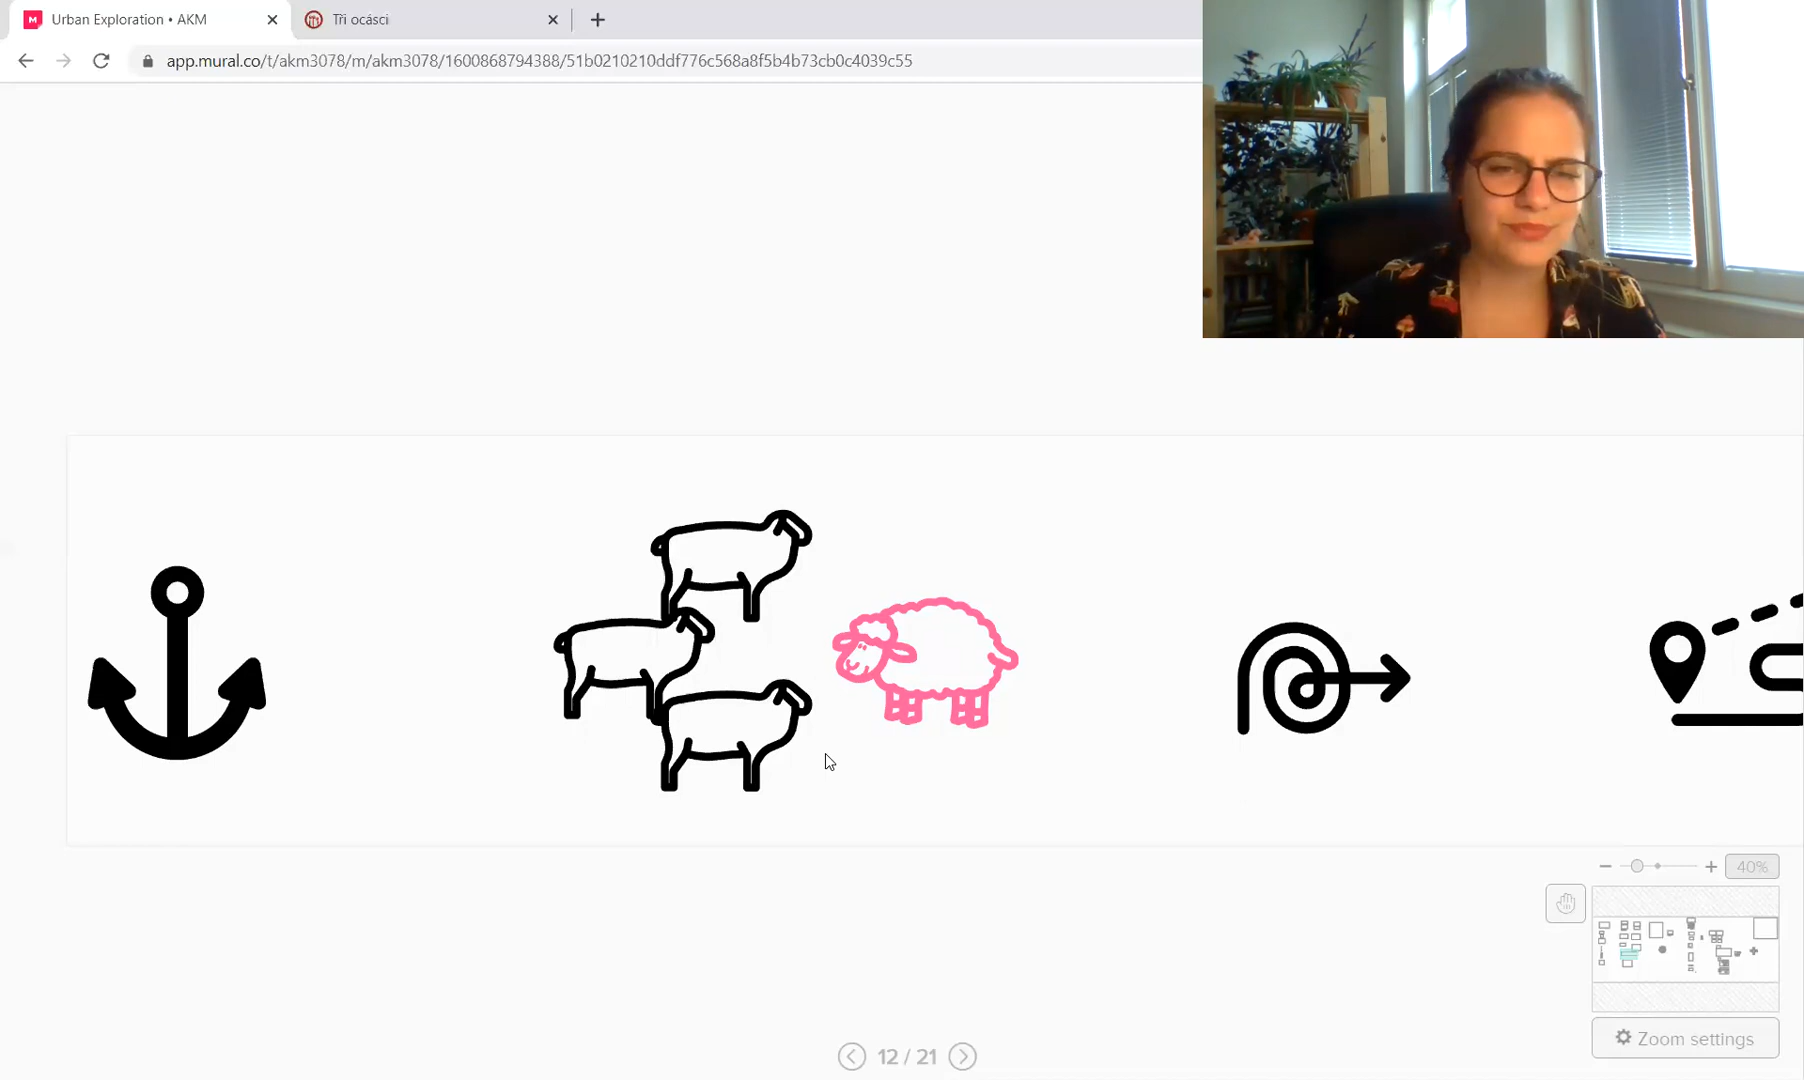 Urban Exploration • AKM
Tři ocásci
app.mural.co/t/akm3078/m/akm3078/1600868794388/51b0210210ddf776c568a8f5b4b73cb0c4039c55
40%
Zoom settings
12 / 21